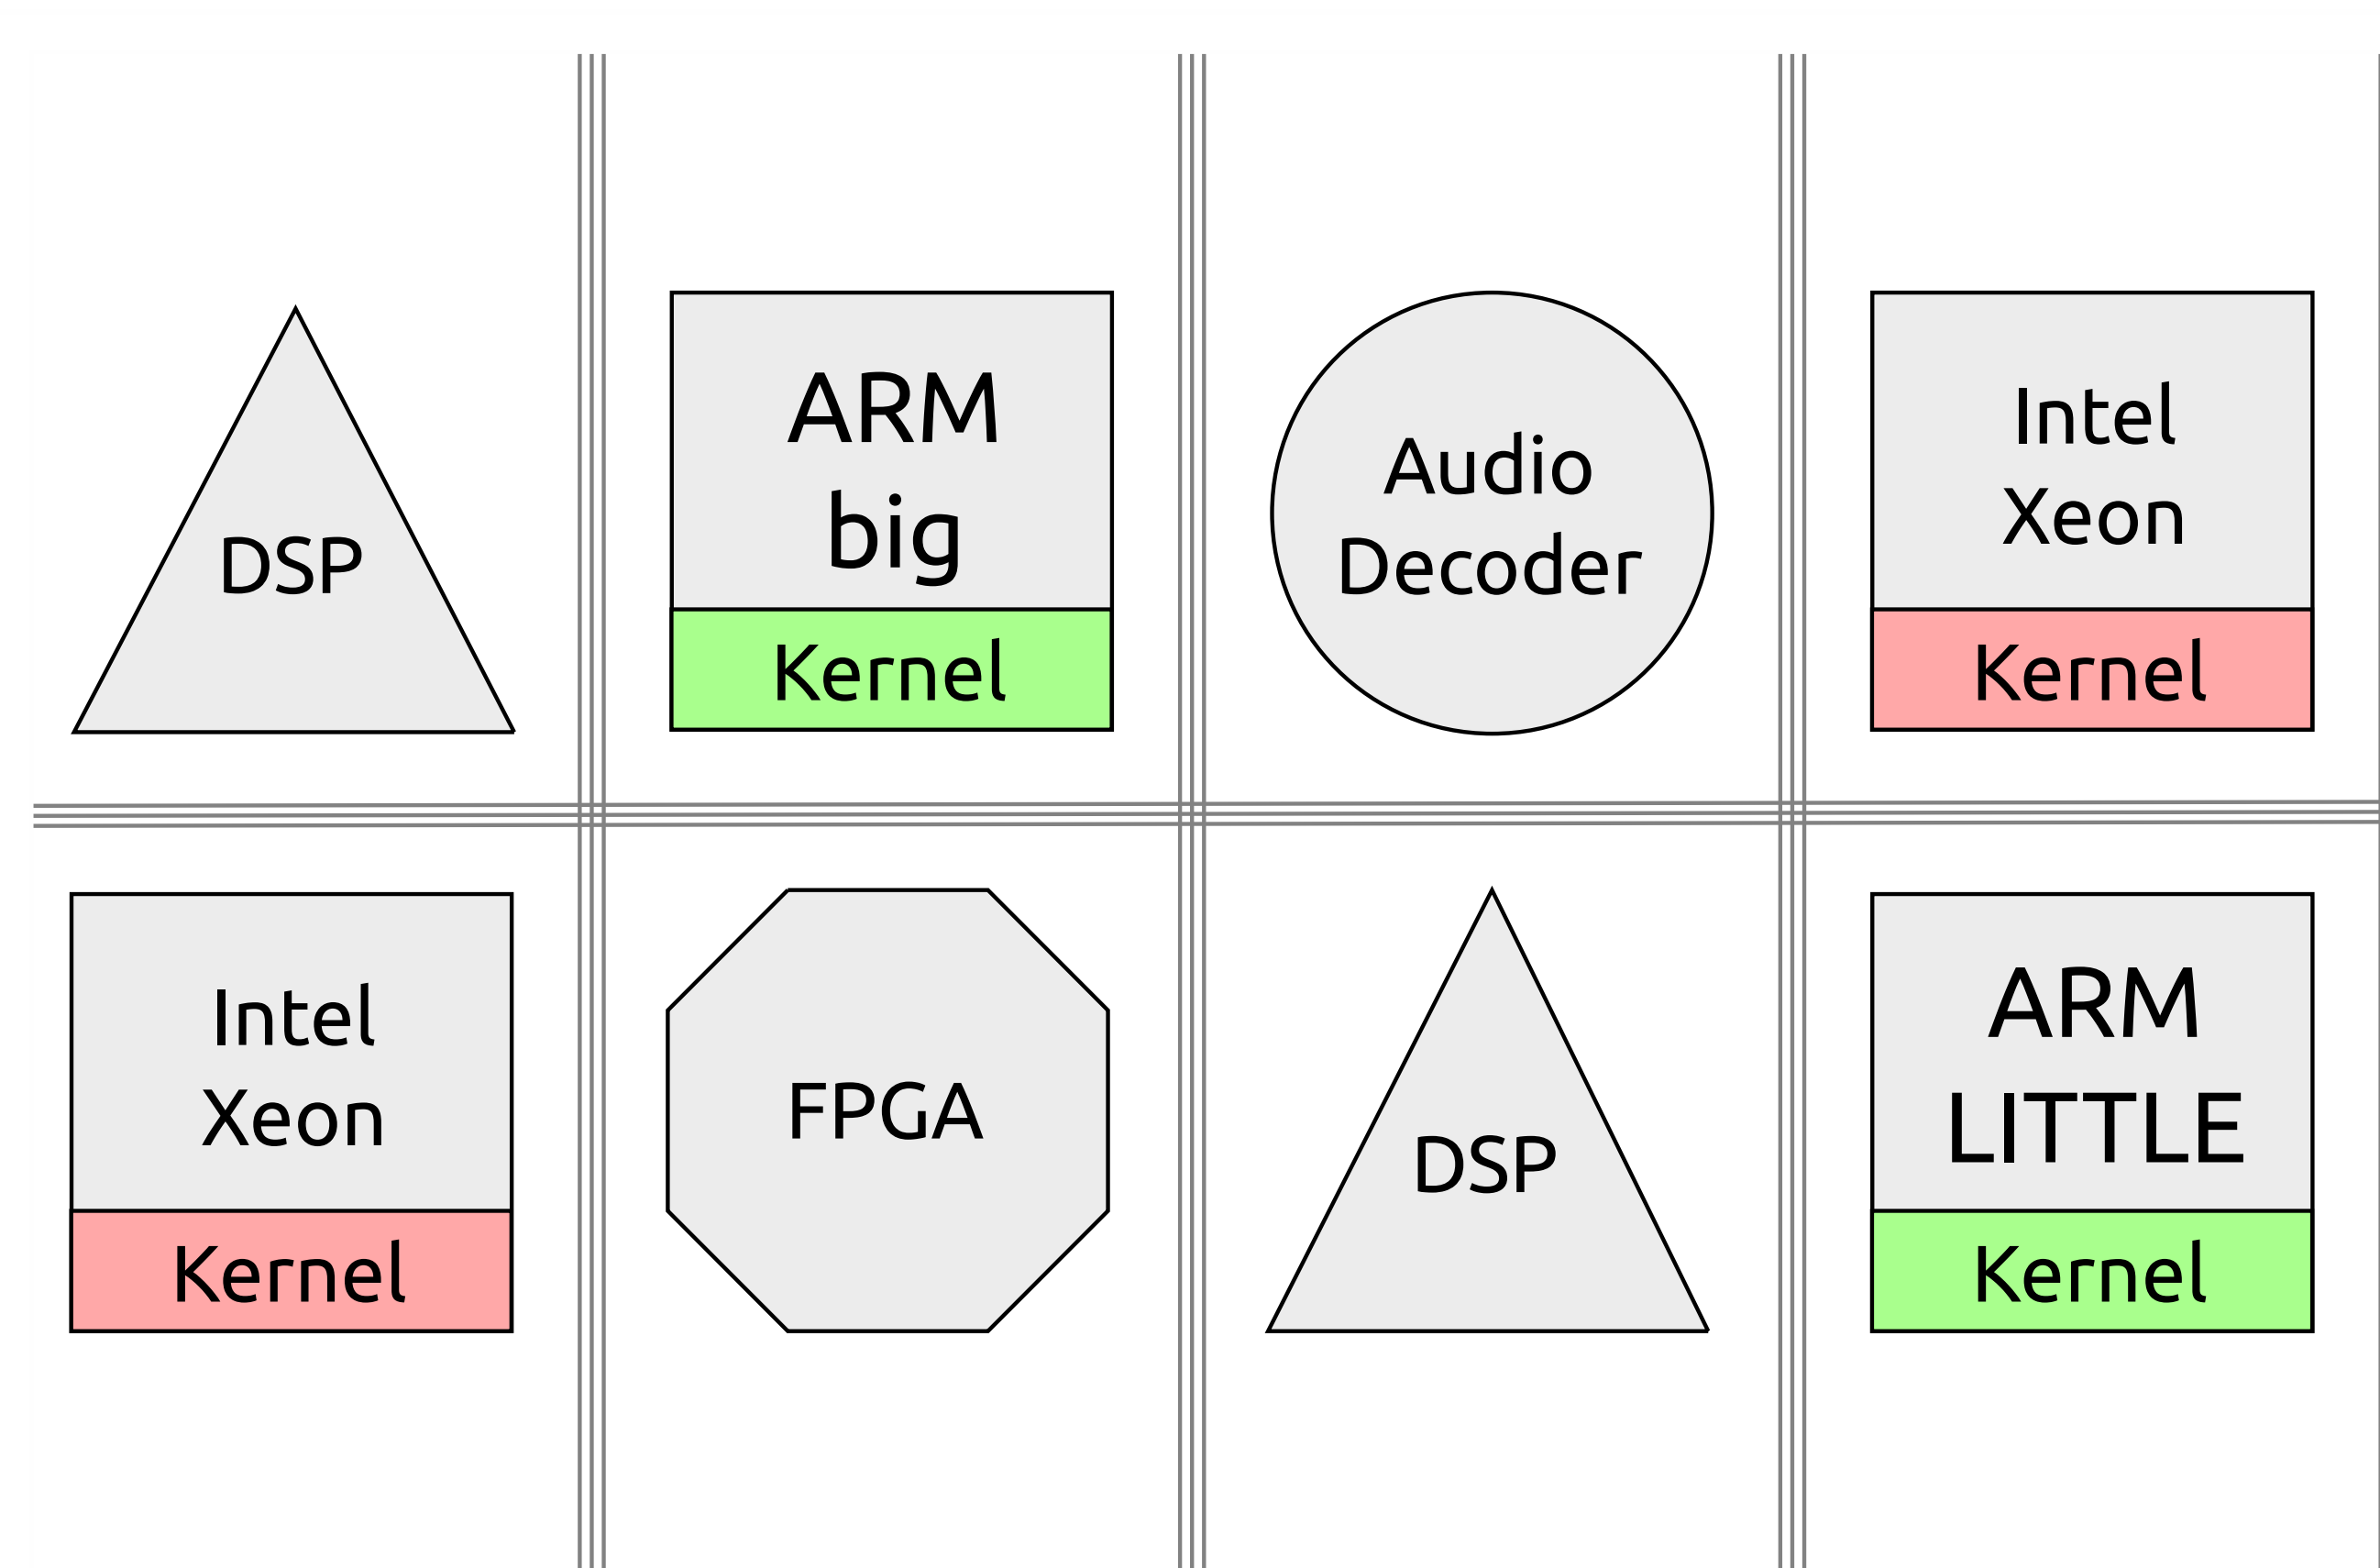 DSP
ARM
big
Kernel
Audio
Decoder
Intel
Xeon
Kernel
Intel
Xeon
Kernel
FPGA
DSP
ARM
LITTLE
Kernel